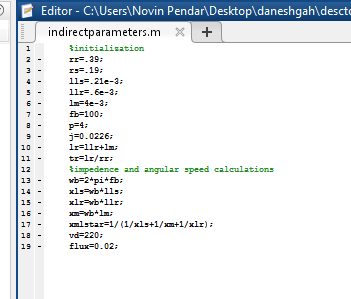 Editor - C:\Users\Novin Pendar\Desktop\daneshgah\desctop
indirectparameters.m
1 %initialization
2 - rr=.39;
3 - rs=.19;
4 - lls=.21e-3;
5 - llr=.6e-3;
6 - lm=4e-3;
7 - fb=100;
8 - p=4;
9 - j=0.0226;
10 - lr=llr+lm;
11 - tr=lr/rr;
12 %impedence and angular speed calculations
13 - wb=2*pi*fb;
14 - xls=wb*lls;
15 - xlr=wb*llr;
16 - xm=wb*lm;
17 - xmlstar=1/(1/xls+1/xm+1/xlr);
18 - vd=220;
19 - flux=0.02;